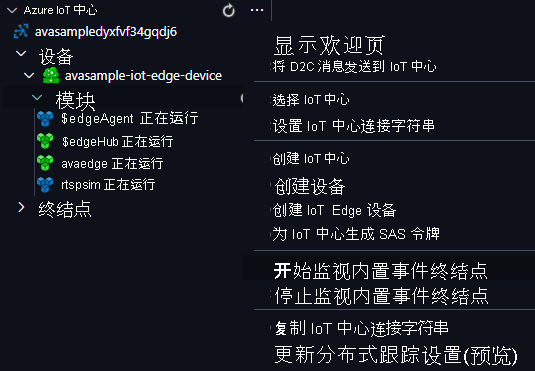 Azure IoT 中心
avasampledyxfvf34gqdj6
设备
avasample-iot-edge-device
模块
$edgeAgent 正在运行
$edgeHub 正在运行
avaedge 正在运行
rtspsim 正在运行
终结点
显示欢迎页
将 D2C 消息发送到 IoT 中心
选择 IoT 中心
设置 IoT 中心连接字符串
创建 IoT 中心
创建设备
创建 IoT Edge 设备
为 IoT 中心生成 SAS 令牌
开始监视内置事件终结点
停止监视内置事件终结点
复制 IoT 中心连接字符串
更新分布式跟踪设置(预览)